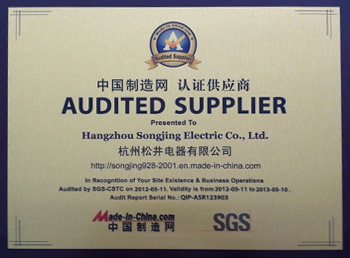 Audited Supplier
中国制造网 认证供应商
AUDITED SUPPLIER
Presented To
Hangzhou Songjing Electric Co., Ltd.
杭州松井电器有限公司
http://songjing928-2001.en.made-in-china.com
In Recognition of Your Site Existence & Business Operations
Audited by SGS-CSTC on 2012-05-11. Validity is from 2012-05-11 to 2013-05-10.
Audit Report Serial No.: QIP-ASR123903
Made-in-China.com
中国制造网
SGS